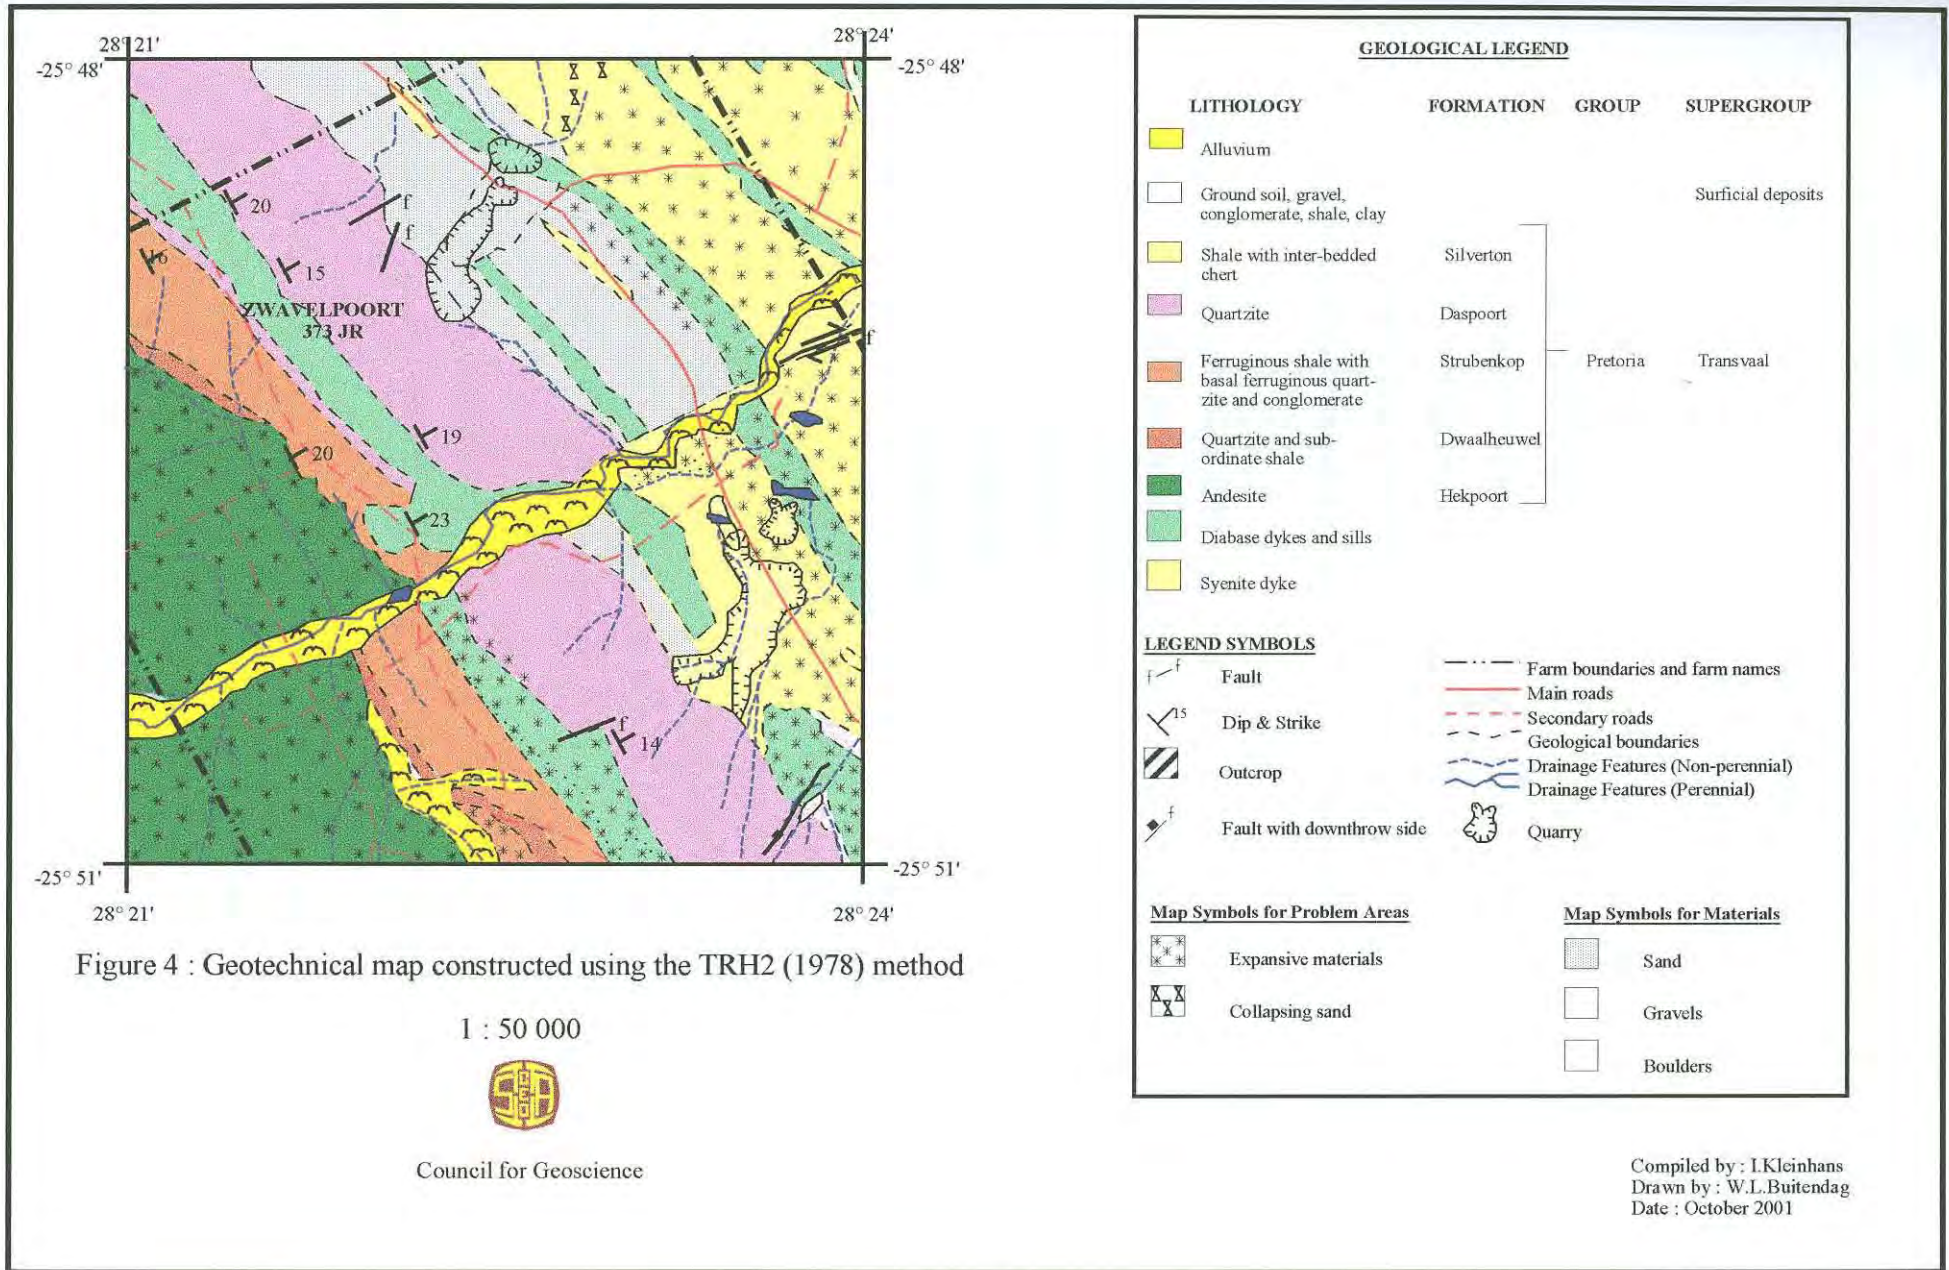 28° 21'
28° 24'
-25° 48'
-25° 48'
20
f
f
16
15
ZWAVELPOORT
373 JR
f
19
20
23
f
14
-25° 51'
-25° 51'
28° 21'
28° 24'
Figure 4 : Geotechnical map constructed using the TRH2 (1978) method
1 : 50 000
Council for Geoscience
GEOLOGICAL LEGEND
LITHOLOGY FORMATION GROUP SUPERGROUP
Alluvium
Ground soil, gravel,
conglomerate, shale, clay
Surficial deposits
Shale with inter-bedded
chert
Silverton
Quartzite Daspoort
Ferruginous shale with
basal ferruginous quart-
zite and conglomerate
Strubenkop Pretoria Transvaal
Quartzite and sub-
ordinate shale
Dwaalheuwel
Andesite Hekpoort
Diabase dykes and sills
Syenite dyke
LEGEND SYMBOLS
f f Fault
15 Dip & Strike
Outcrop
f Fault with downthrow side
Farm boundaries and farm names
Main roads
Secondary roads
Geological boundaries
Drainage Features (Non-perennial)
Drainage Features (Perennial)
Quarry
Map Symbols for Problem Areas
Expansive materials
Collapsing sand
Map Symbols for Materials
Sand
Gravels
Boulders
Compiled by : I.Kleinhans
Drawn by : W.L.Buitendag
Date : October 2001